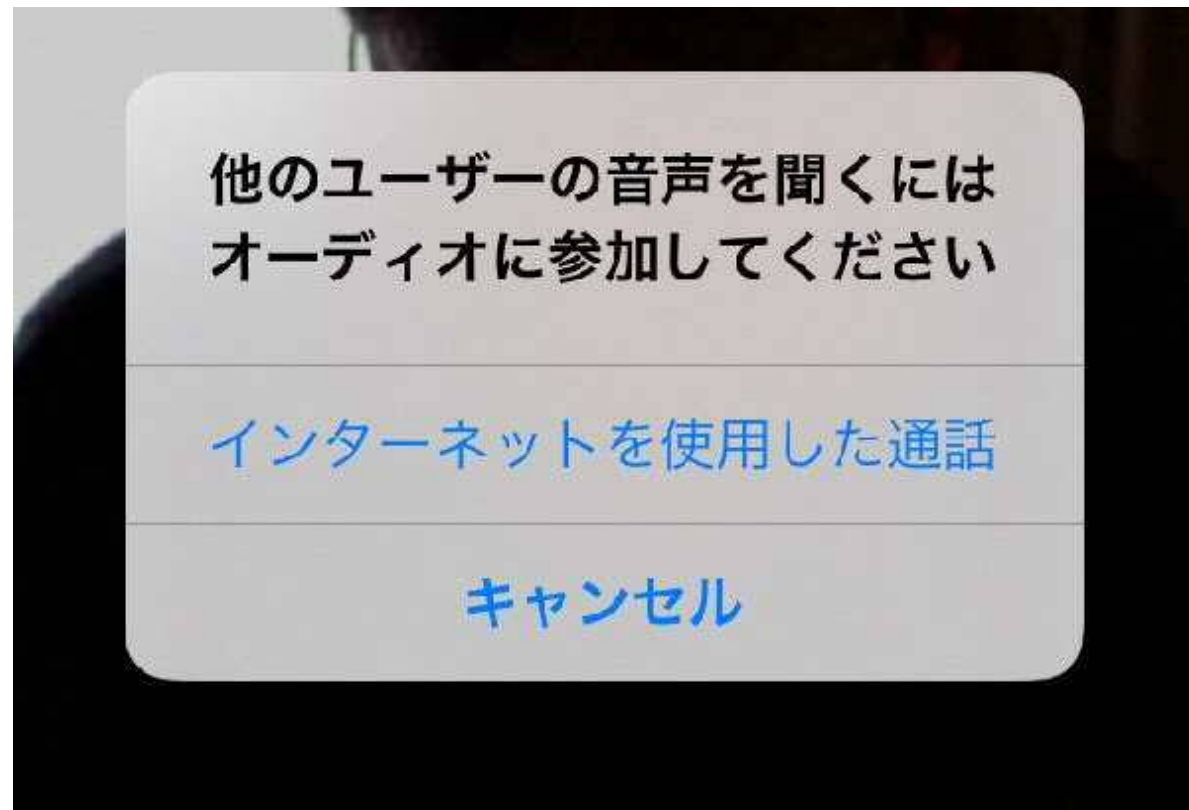 他のユーザーの音声を聞くには
オーディオに参加してください
インターネットを使用した通話
キャンセル